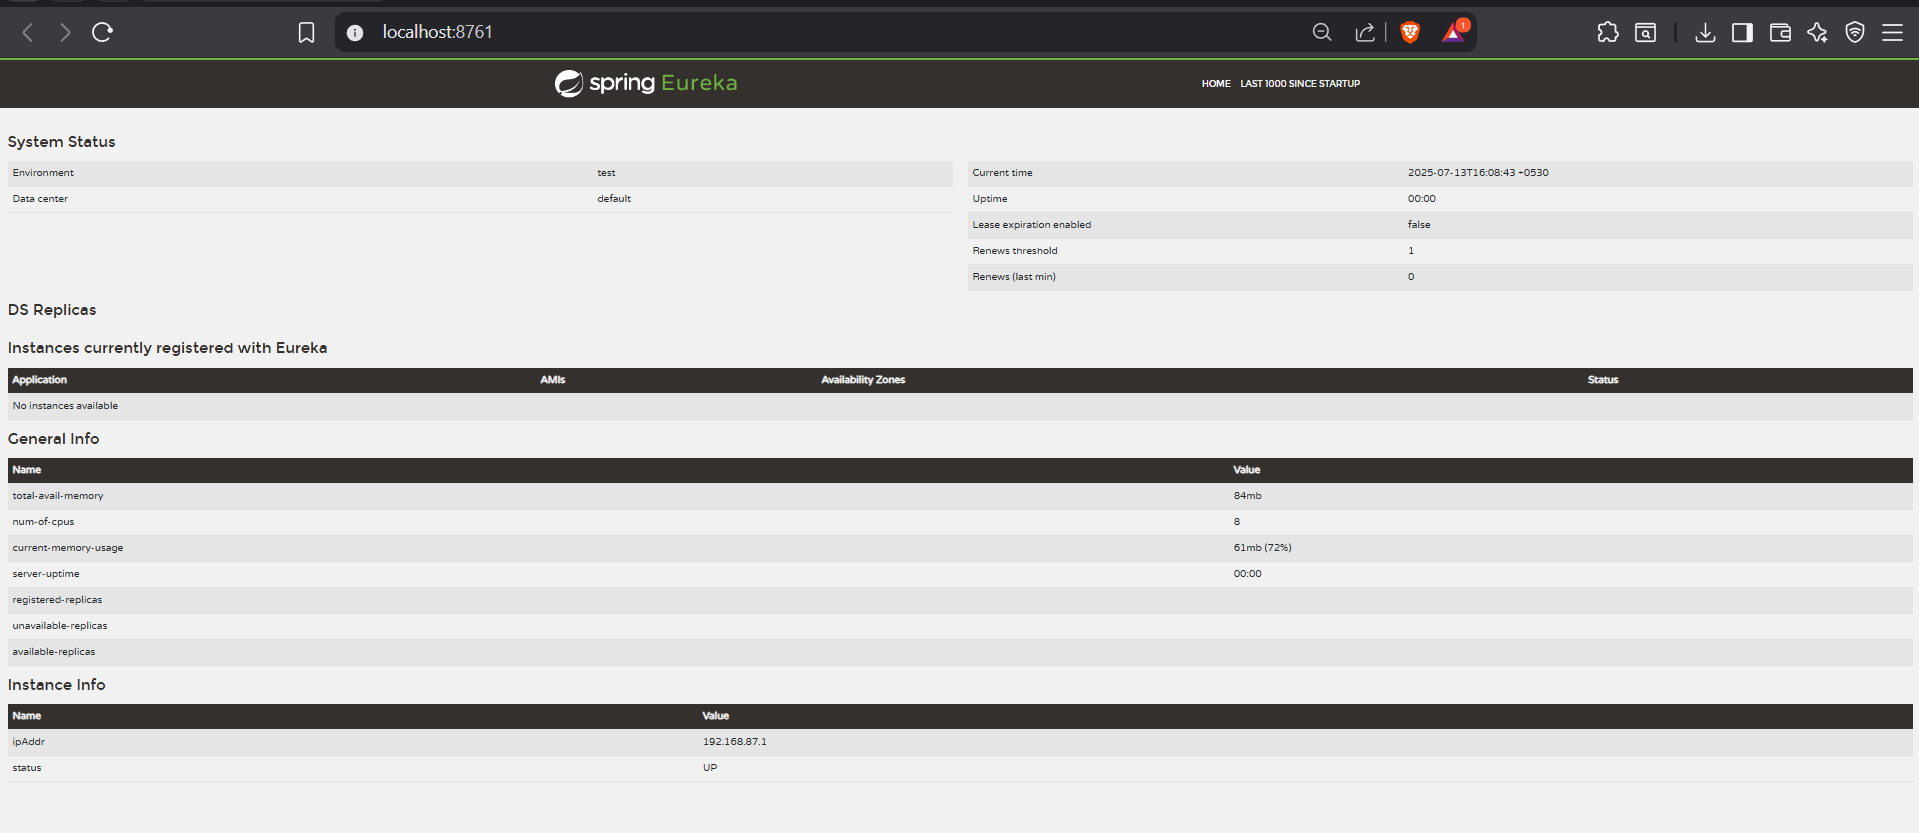 localhost:8761
1
spring Eureka
HOME LAST 1000 SINCE STARTUP
System Status
Environment test
Data center default
Current time 2025-07-13T16:08:43 +0530
Uptime 00:00
Lease expiration enabled false
Renews threshold 1
Renews (last min) 0
DS Replicas
Instances currently registered with Eureka
Application AMIs Availability Zones Status
No instances available
General Info
Name Value
total-avail-memory 84mb
num-of-cpus 8
current-memory-usage 61mb (72%)
server-uptime 00:00
registered-replicas
unavailable-replicas
available-replicas
Instance Info
Name Value
ipAddr 192.168.87.1
status UP